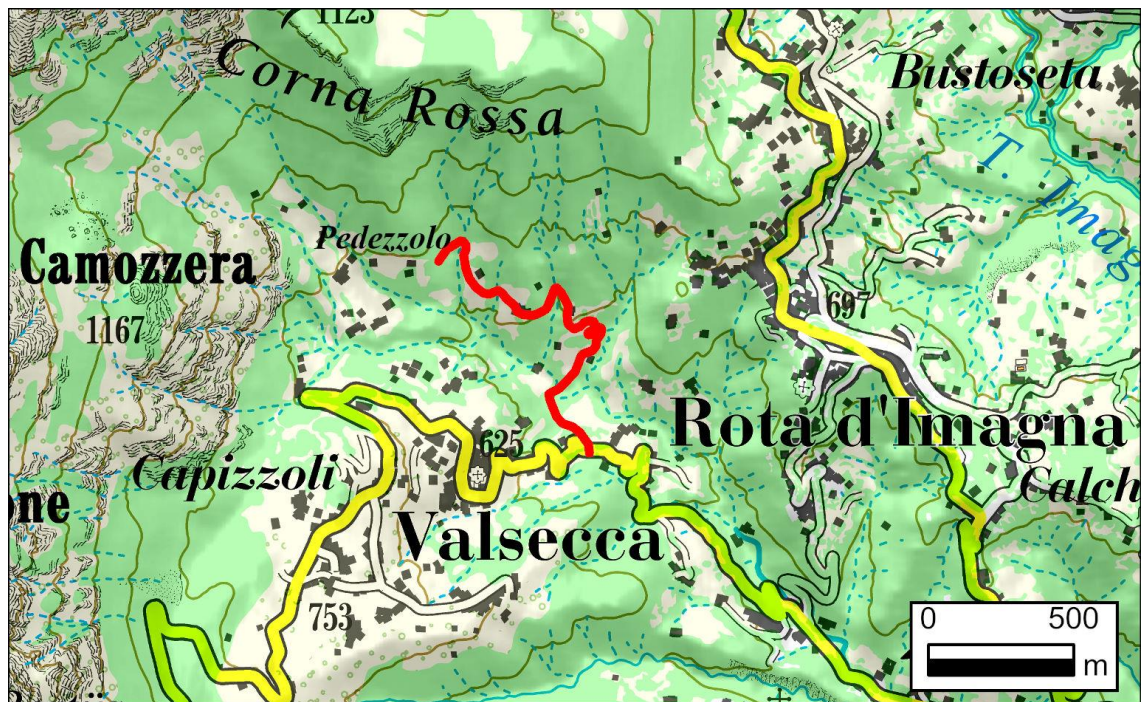 1125
Corna Rossa
Bustoseta
T. Imag
Pedezzolo
Camozzera
1167
697
Rota d'Imagna
625
Capizzoli
Calch
one
Valsecca
753
0 500
m